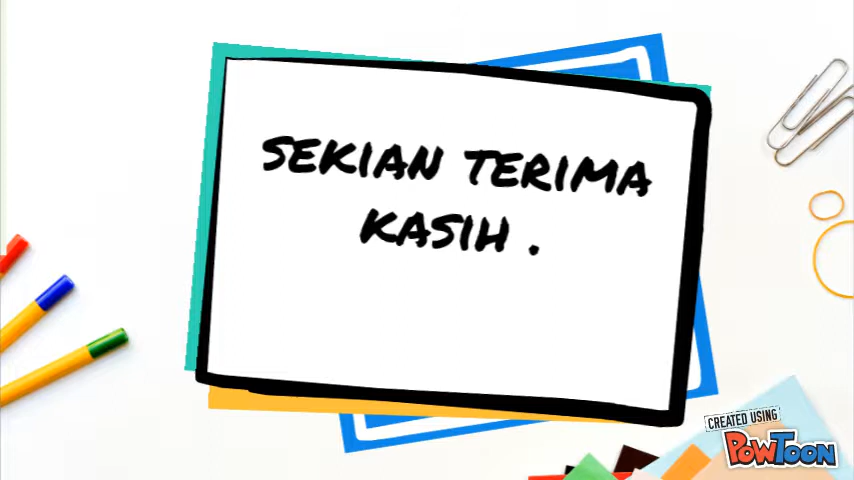 SEKIAN TERIMA
KASIH .
CREATED USING
POWTOON